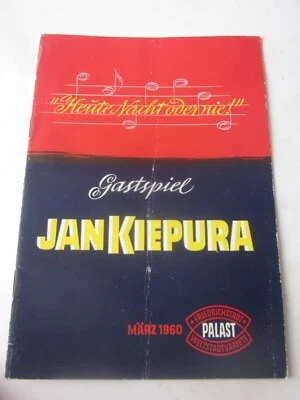 "Heute Nacht oder nie!"
Gastspiel
JAN KIEPURA
MÄRZ 1960
FRIEDRICHSTADT
PALAST
WELTSTADTVARIETÉ